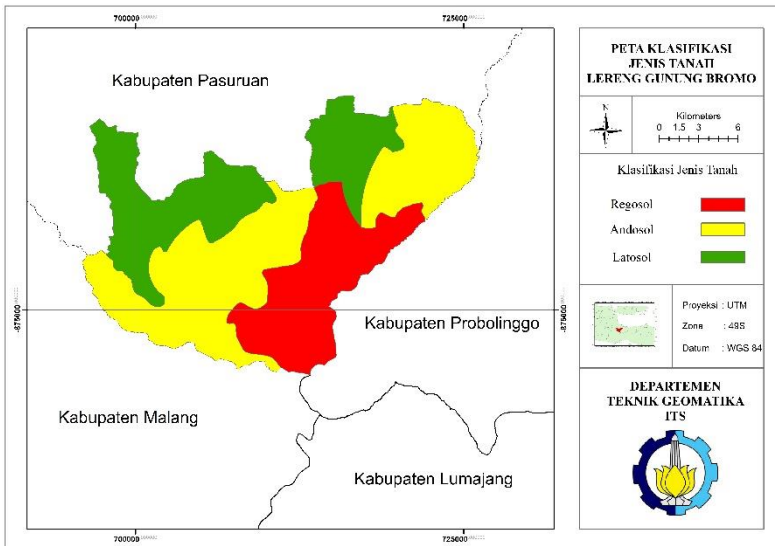 700000
725000
Kabupaten Pasuruan
-875000
-875000
Kabupaten Probolinggo
Kabupaten Malang
Kabupaten Lumajang
700000
725000
PETA KLASIFIKASI
JENIS TANAH
LERENG GUNUNG BROMO
N
Kilometers
0 1.5 3 6
Klasifikasi Jenis Tanah
Regosol
Andosol
Latosol
Proyeksi : UTM
Zone : 49S
Datum : WGS 84
DEPARTEMEN
TEKNIK GEOMATIKA
ITS